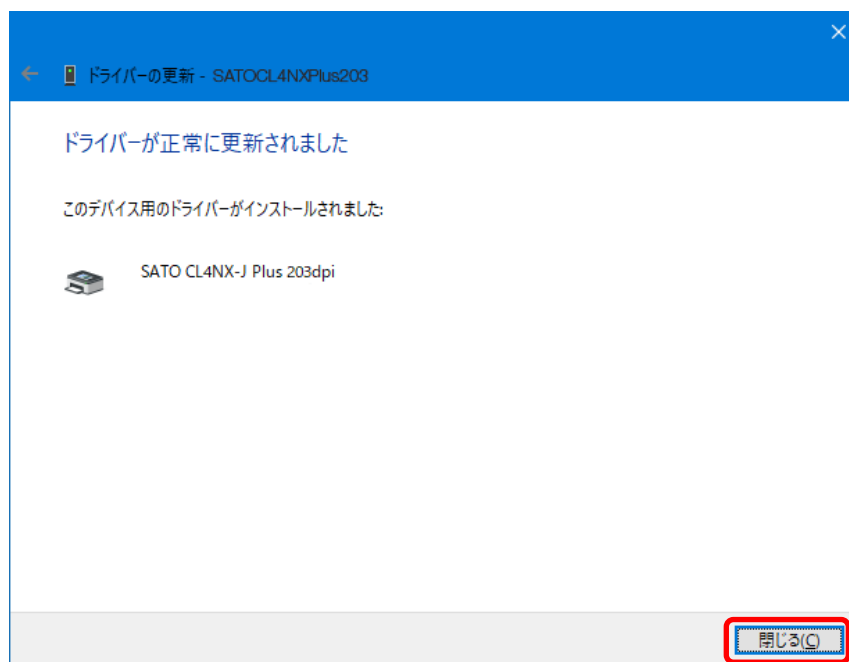 ドライバーの更新 - SATOCL4NXPlus203
ドライバーが正常に更新されました
このデバイス用のドライバーがインストールされました:
SATO CL4NX-J Plus 203dpi
閉じる(C)